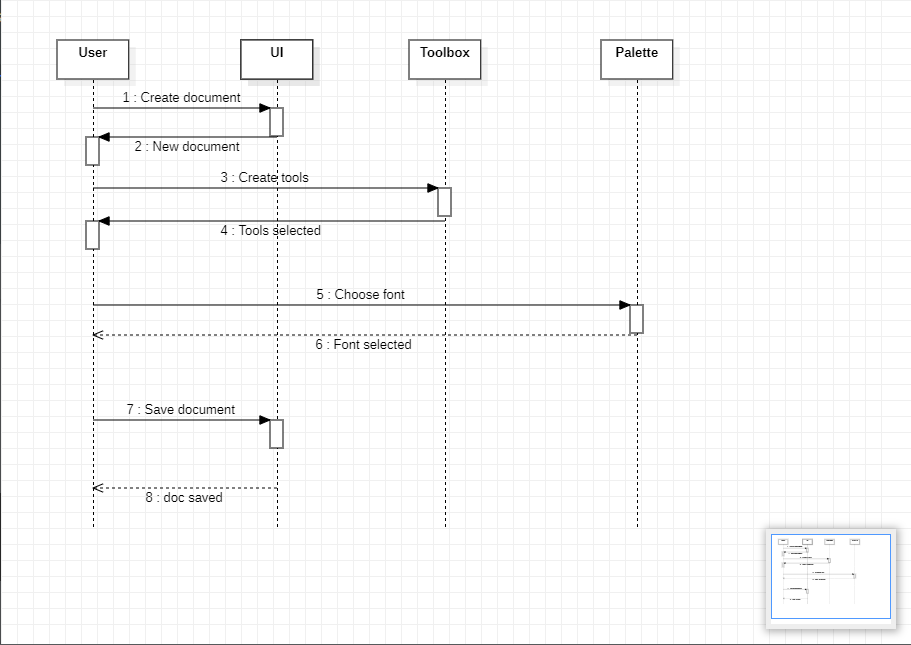 User
UI
Toolbox
Palette
1 : Create document
2 : New document
3 : Create tools
4 : Tools selected
5 : Choose font
6 : Font selected
7 : Save document
8 : doc saved